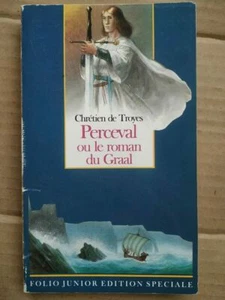 Chrétien de Troyes
Perceval
ou le roman
du Graal
FOLIO JUNIOR EDITION SPECIALE